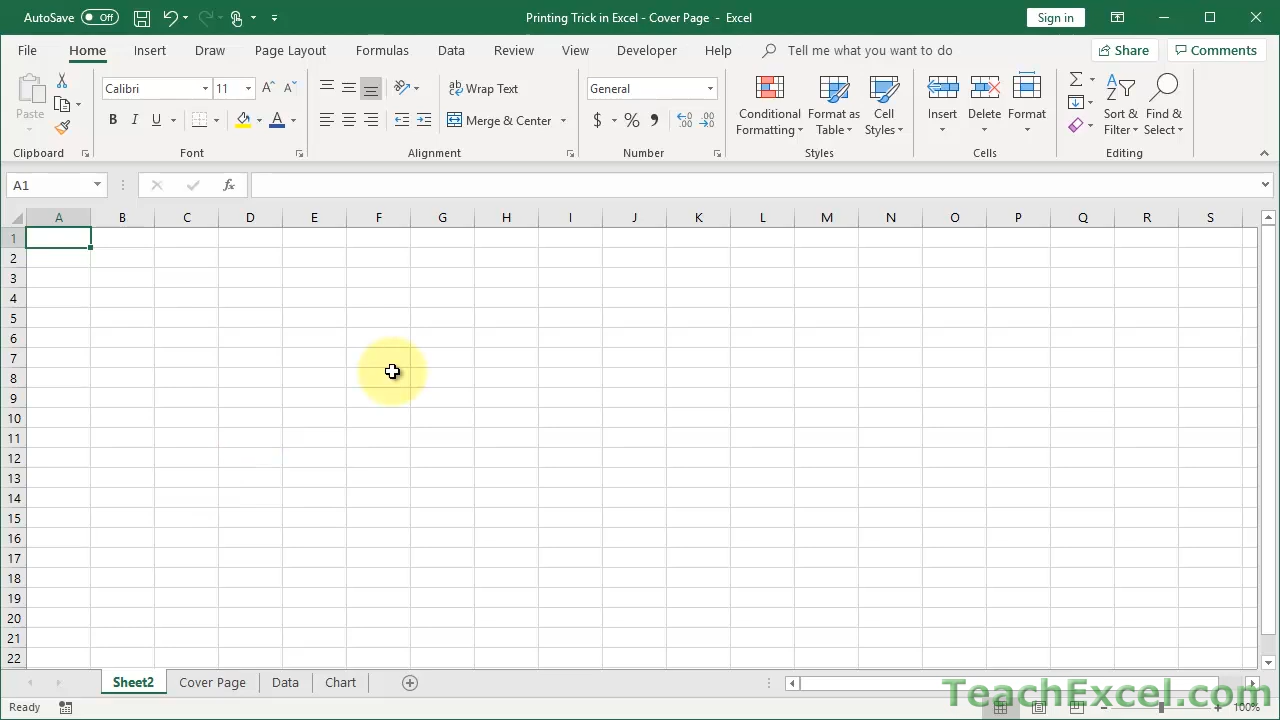 AutoSave Off Printing Trick in Excel - Cover Page - Excel Sign in
File Home Insert Draw Page Layout Formulas Data Review View Developer Help Tell me what you want to do Share Comments
Paste Calibri 11 A A ab Wrap Text General Conditional Format as Cell Insert Delete Format Sort & Find &
B I U A Merge & Center $ % Formatting Table Styles Filter Select
Clipboard Font Alignment Number Styles Cells Editing
A1 fx
A B C D E F G H I J K L M N O P Q R S
1
2
3
4
5
6
7
8
9
10
11
12
13
14
15
16
17
18
19
20
21
22
Sheet2 Cover Page Data Chart
Ready 100%
TeachExcel.com